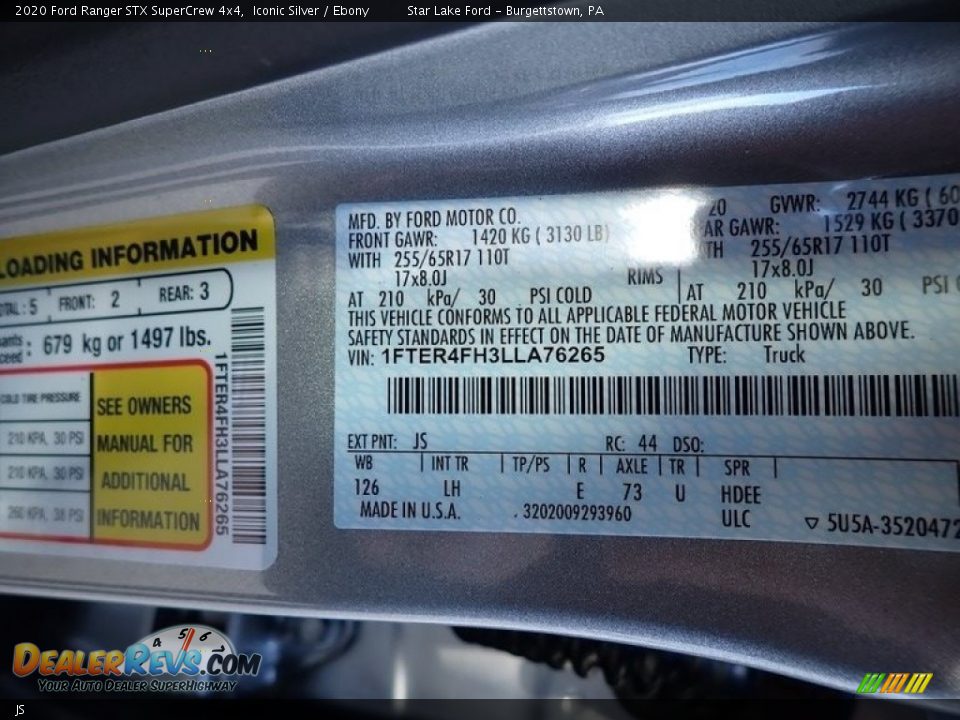 2020 Ford Ranger STX SuperCrew 4x4, Iconic Silver / Ebony Star Lake Ford - Burgettstown, PA
LOADING INFORMATION
: 5 FRONT: 2 REAR: 3
: 679 kg or 1497 lbs.
COLD TIRE PRESSURE
210 KPA, 30 PSI
210 KPA, 30 PSI
SEE OWNERS
MANUAL FOR
ADDITIONAL
INFORMATION
1FTER4FH3LLA76265
MFD. BY FORD MOTOR CO. 20 GVWR: 2744 KG (
FRONT GAWR: 1420 KG ( 3130 LB) GAWR: 1529 KG ( 3370
WITH 255/65R17 110T 255/65R17 110T
17x8.0J RIMS 17x8.0J
AT 210 kPa/ 30 PSI COLD AT 210 kPa/ 30 PSI
THIS VEHICLE CONFORMS TO ALL APPLICABLE FEDERAL MOTOR VEHICLE
SAFETY STANDARDS IN EFFECT ON THE DATE OF MANUFACTURE SHOWN ABOVE.
VIN: 1FTER4FH3LLA76265 TYPE: Truck
EXT PNT: JS RC: 44 DSO:
WB INT TR TP/PS R AXLE TR SPR
126 LH E 73 U HDEE
MADE IN U.S.A. . 3202009293960 ULC ▽ 5U5A-3520472
DEALERREVS.COM
YOUR AUTO DEALER SUPERHIGHWAY
4 5 6
JS